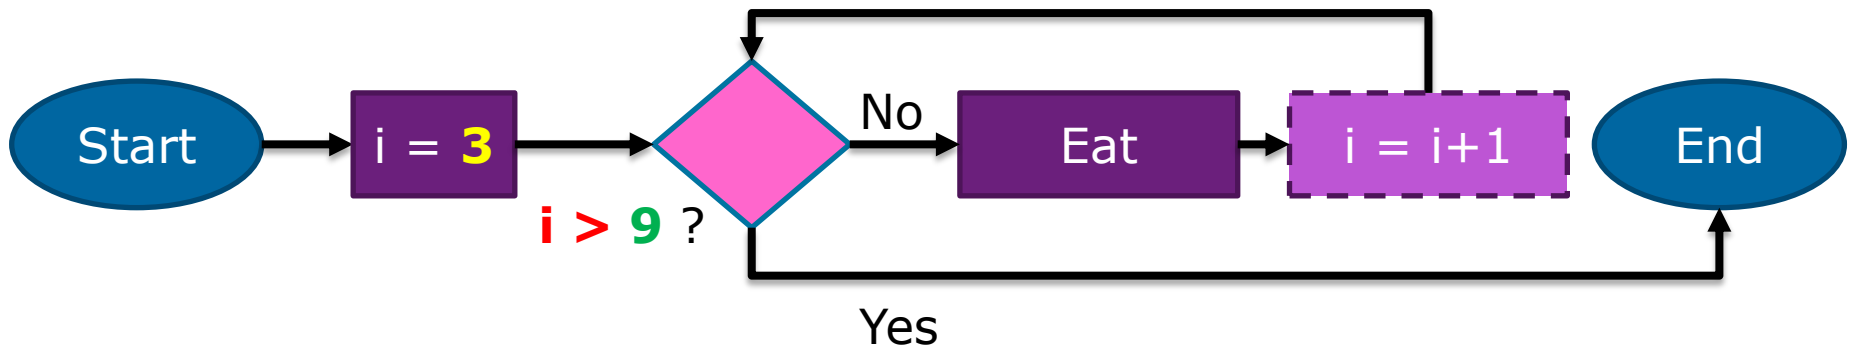 Start
i = 3
i > 9 ?
No
Eat
i = i+1
End
Yes